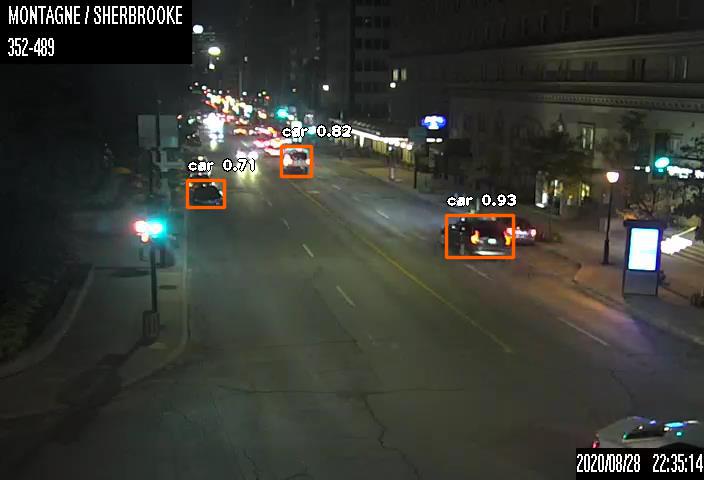 MONTAGNE / SHERBROOKE
352-489
car 0.82
car 0.71
car 0.93
2020/08/28 22:35:14